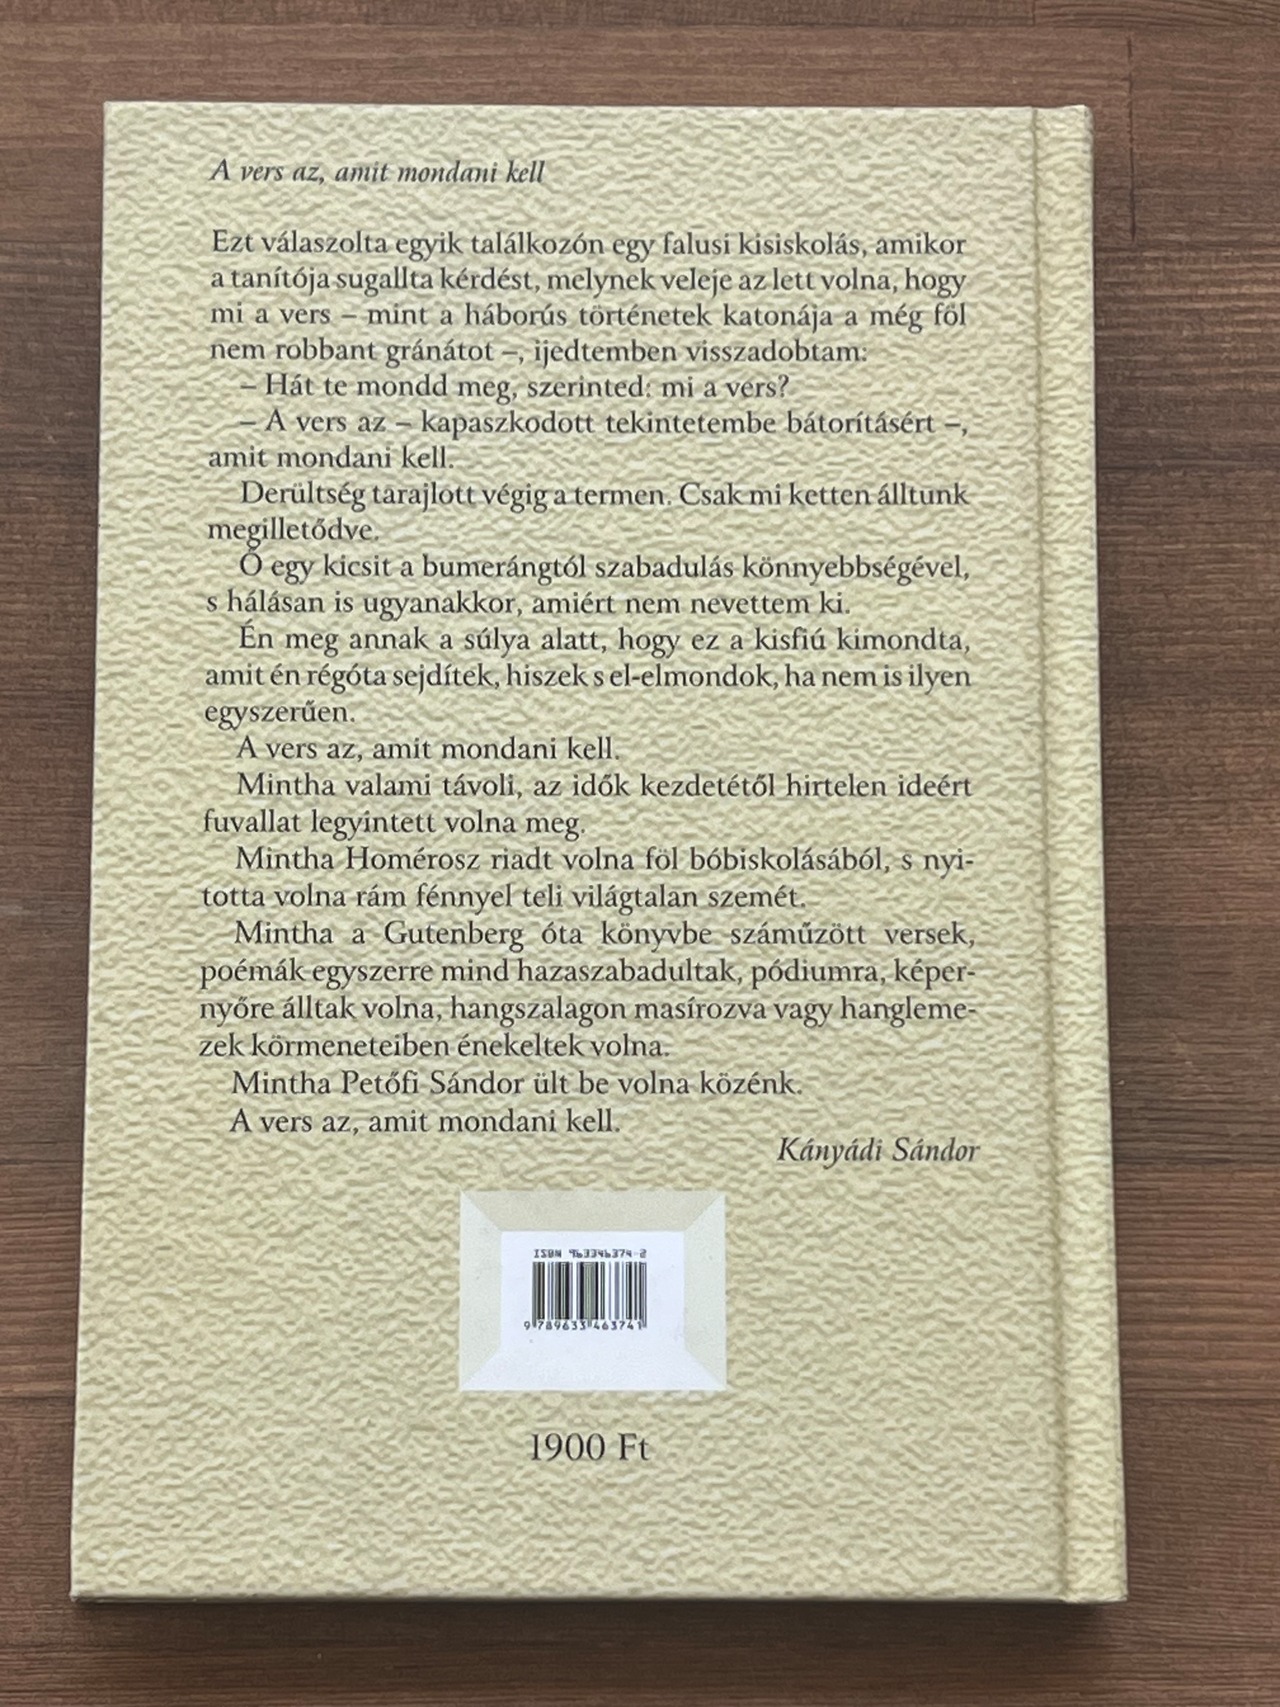 A vers az, amit mondani kell
Ezt válaszolta egyik találkozón egy falusi kisiskolás, amikor
a tanítója sugallta kérdést, melynek veleje az lett volna, hogy
mi a vers – mint a háborús történetek katonája a még föl
nem robbant gránátot –, ijedtemben visszadobtam:
– Hát te mondd meg, szerinted: mi a vers?
– A vers az – kapaszkodott tekintetembe bátorításért –,
amit mondani kell.
Derültség tarajlott végig a termen. Csak mi ketten álltunk
megilletődve.
Ő egy kicsit a bumerángtól szabadulás könnyebbségével,
s hálásan is ugyanakkor, amiért nem nevettem ki.
Én meg annak a súlya alatt, hogy ez a kisfiú kimondta,
amit én régóta sejdítek, hiszek s el-elmondok, ha nem is ilyen
egyszerűen.
A vers az, amit mondani kell.
Mintha valami távoli, az idők kezdetétől hirtelen ideért
fuvallat legyintett volna meg.
Mintha Homérosz riadt volna föl bóbiskolásából, s nyi-
totta volna rám fénnyel teli világtalan szemét.
Mintha a Gutenberg óta könyvbe száműzött versek,
poémák egyszerre mind hazaszabadultak, pódiumra, képer-
nyőre álltak volna, hangszalagon masírozva vagy hangleme-
zek körmeneteiben énekeltek volna.
Mintha Petőfi Sándor ült be volna közénk.
A vers az, amit mondani kell.
Kányádi Sándor
ISBN 963346374-2
9 789633 463741
1900 Ft